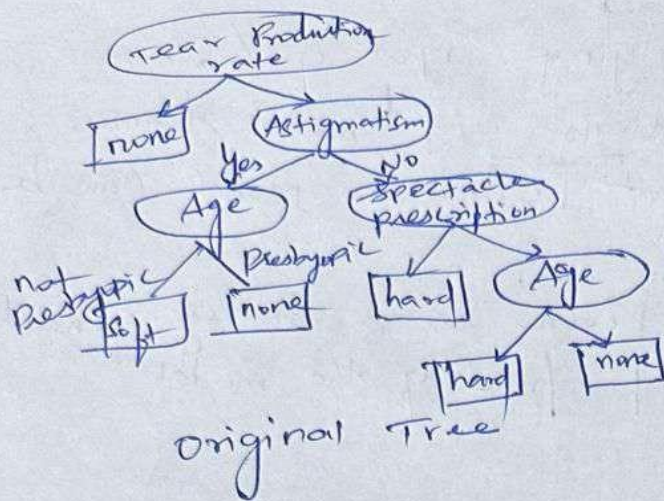 Tear Production
rate
none
Astigmatism
Yes
No
Age
Spectacle
prescription
not
Presbyopic
Presbyopic
Soft
none
hard
Age
hard
none
Original Tree